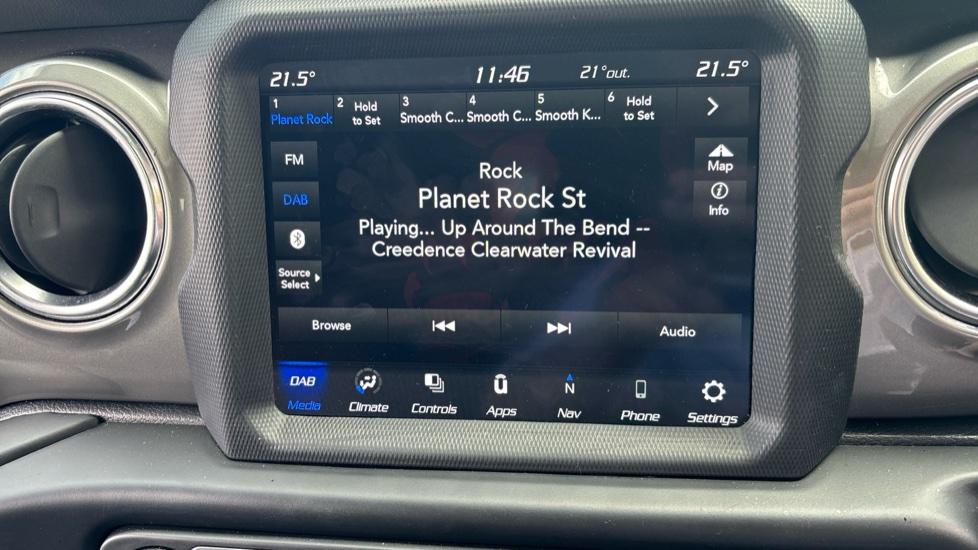 21.5° 11:46 21°out. 21.5°
1 Planet Rock
2 Hold to Set
3 Smooth C...
4 Smooth C...
5 Smooth K...
6 Hold to Set
FM
DAB
Source Select
Rock
Planet Rock St
Playing... Up Around The Bend --
Creedence Clearwater Revival
Map
Info
Browse Audio
DAB Media Climate Controls Apps N Nav Phone Settings